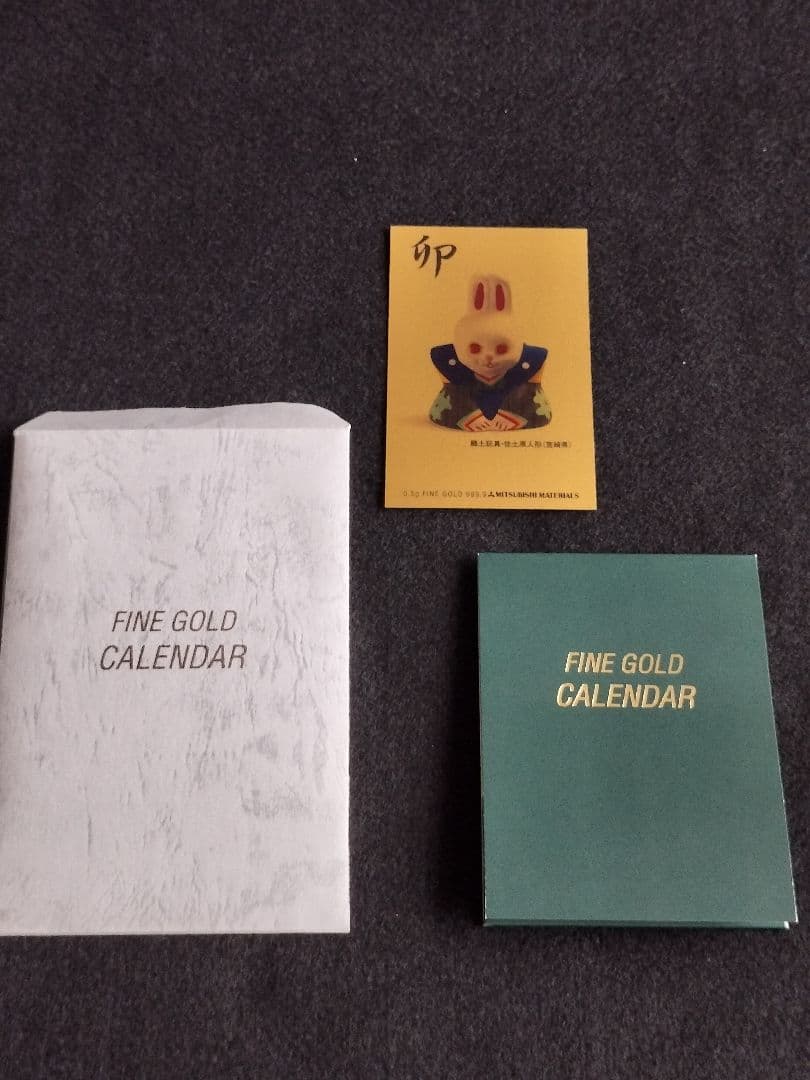 卯
郷土玩具・佐土原人形(宮崎県)
0.5g FINE GOLD 999.9 MITSUBISHI MATERIALS
FINE GOLD
CALENDAR
FINE GOLD
CALENDAR